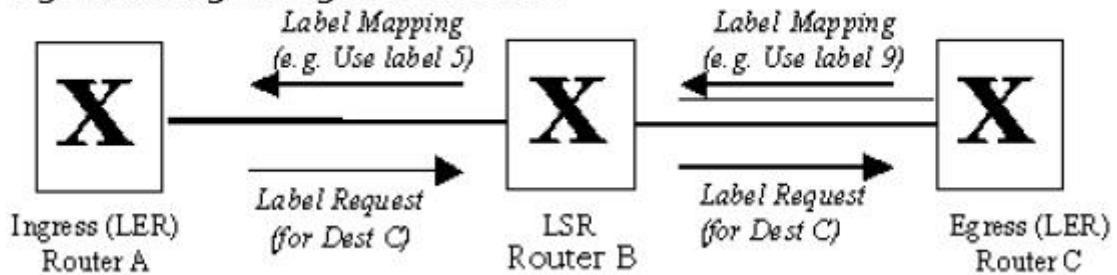 Label Mapping
(e.g. Use label 5)
Label Mapping
(e.g. Use label 9)
X
X
X
Label Request
(for Dest C)
Label Request
(for Dest C)
Ingress (LER)
Router A
LSR
Router B
Egress (LER)
Router C